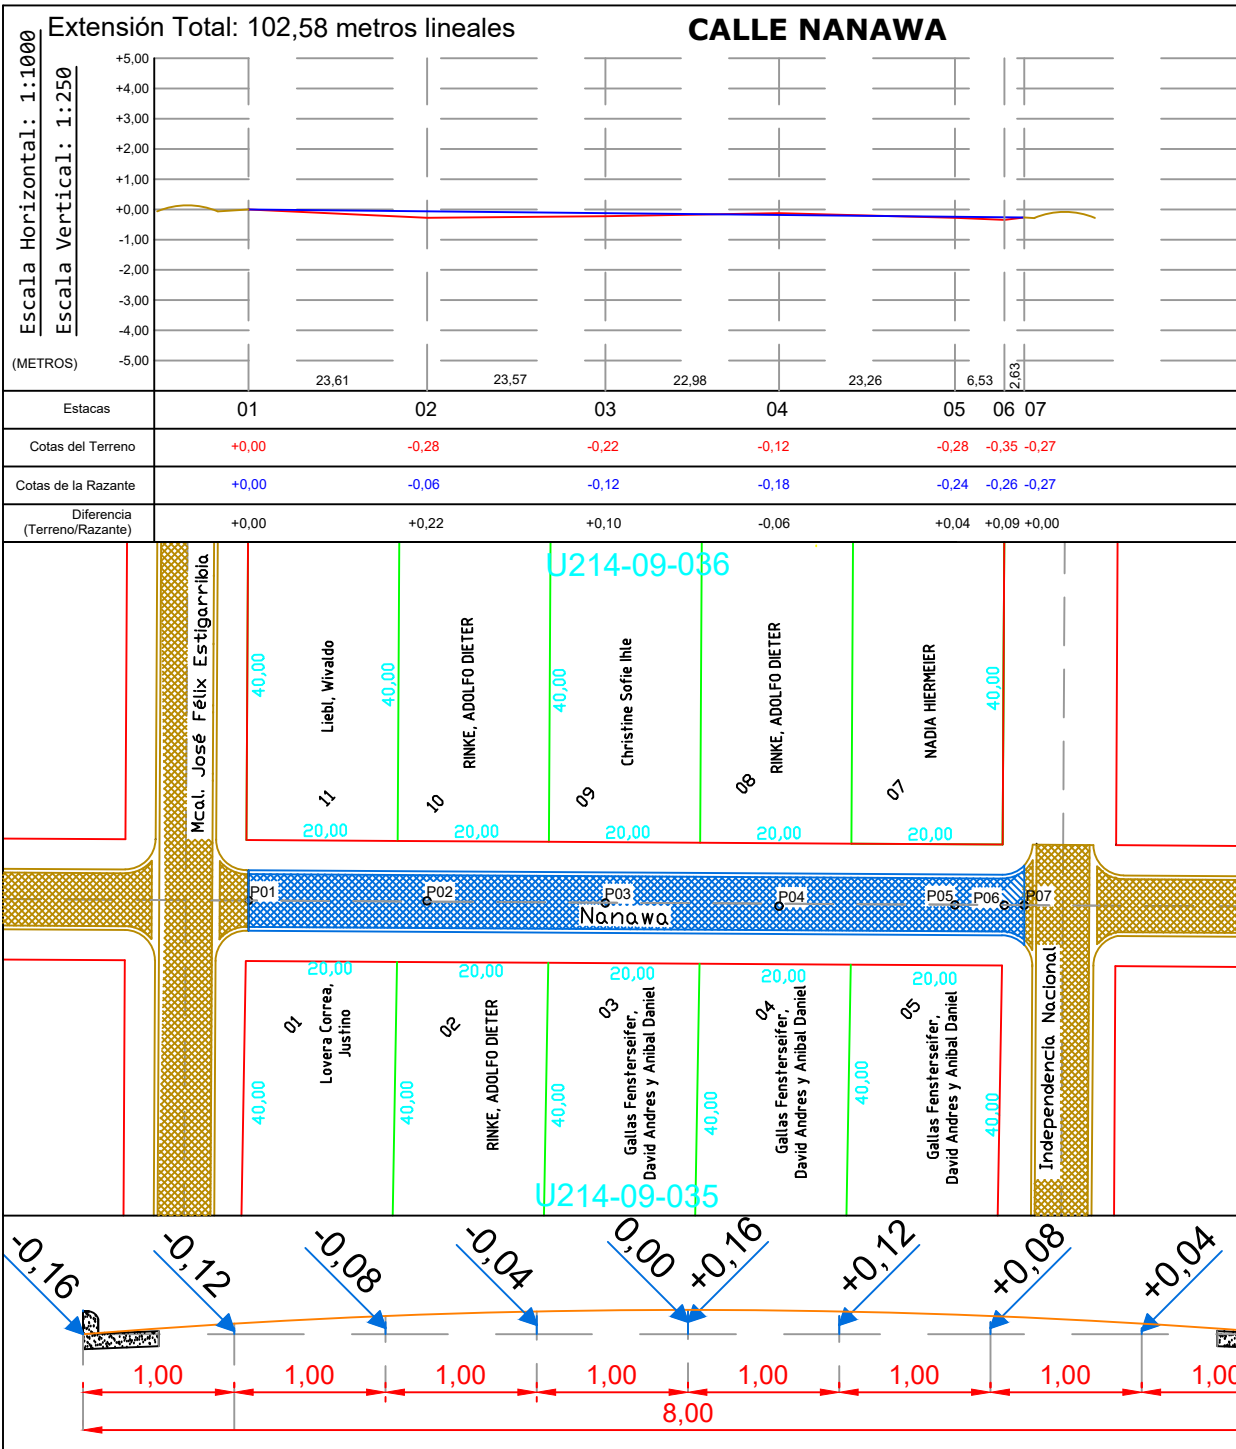 Extensión Total: 102,58 metros lineales
CALLE NANAWA
Escala Horizontal: 1:1000
Escala Vertical: 1:250
(METROS)
+5,00
+4,00
+3,00
+2,00
+1,00
+0,00
-1,00
-2,00
-3,00
-4,00
-5,00
23,61 23,57 22,98 23,26 6,53 2,63
Estacas 01 02 03 04 05 06 07
Cotas del Terreno +0,00 -0,28 -0,22 -0,12 -0,28 -0,35 -0,27
Cotas de la Razante +0,00 -0,06 -0,12 -0,18 -0,24 -0,26 -0,27
Diferencia
(Terreno/Razante) +0,00 +0,22 +0,10 -0,06 +0,04 +0,09 +0,00
U214-09-036
Mcal. José Félix Estigarribia
40,00
Liebl, Wivaldo
11
20,00
40,00
RINKE, ADOLFO DIETER
10
20,00
40,00
Christine Sofie Ihle
09
20,00
RINKE, ADOLFO DIETER
08
20,00
NADIA HIERMEIER
07
20,00
40,00
P01 P02 P03 P04 P05 P06 P07
Nanawa
20,00 20,00 20,00 20,00 20,00
01
Lovera Correa,
Justino
40,00
02
RINKE, ADOLFO DIETER
40,00
03
Gallas Fensterseifer,
David Andres y Anibal Daniel
40,00
04
Gallas Fensterseifer,
David Andres y Anibal Daniel
40,00
05
Gallas Fensterseifer,
David Andres y Anibal Daniel
40,00
40,00
Independencia Nacional
U214-09-035
-0,16 -0,12 -0,08 -0,04 0,00 +0,16 +0,12 +0,08 +0,04
1,00 1,00 1,00 1,00 1,00 1,00 1,00 1,00
8,00